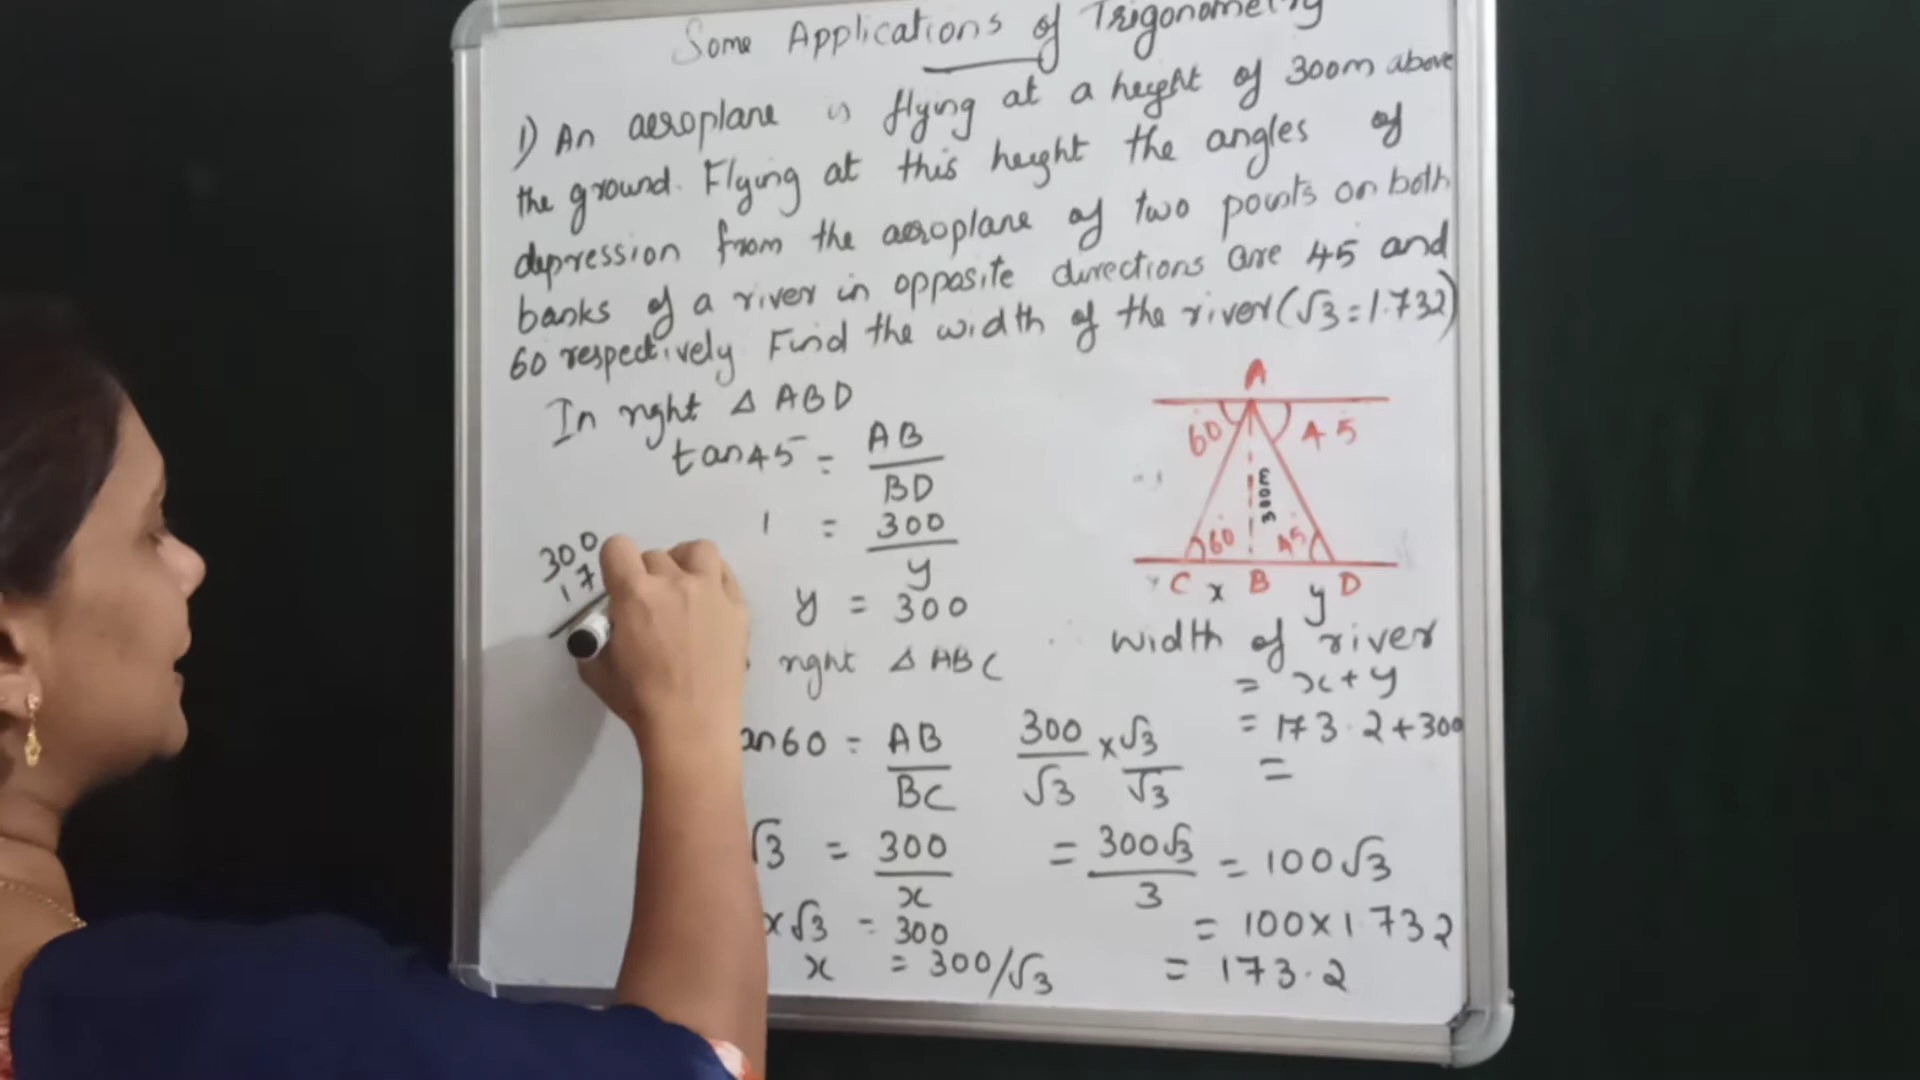 Some Applications of Trigonometry
1) An aeroplane is flying at a height of 300m above
the ground. Flying at this height the angles of
depression from the aeroplane of two points on both
banks of a river in opposite directions are 45 and
60 respectively Find the width of the river (√3=1.732)
In right △ ABD
tan45 = AB/BD
1 = 300/y
y = 300
right △ ABC
an60 = AB/BC
√3 = 300/x
x√3 = 300
x = 300/√3
300
17
300/√3 × √3/√3
= 300√3/3 = 100√3
= 100×1.732
= 173.2
A
60 45
300m
60 45
C x B y D
width of river
= x+y
= 173.2+300
=